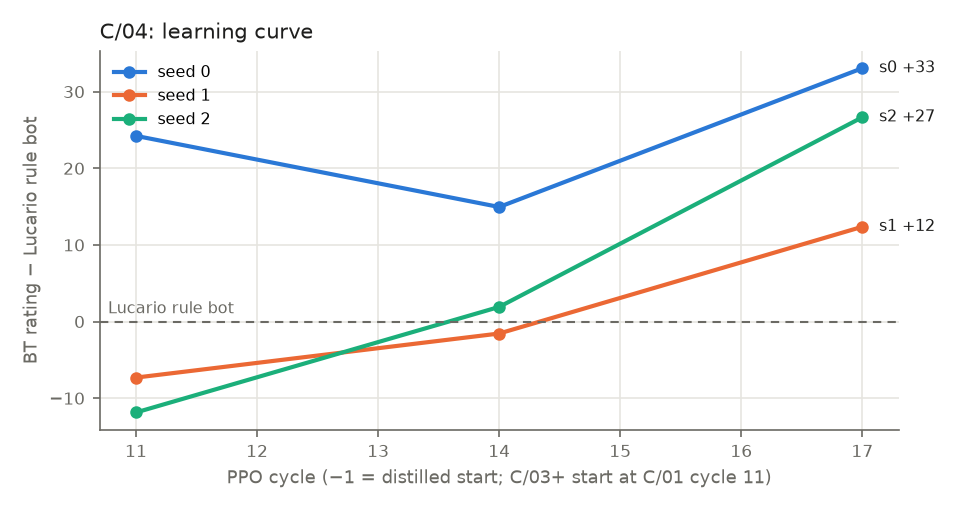 C/04: learning curve
seed 0
seed 1
seed 2
s0 +33
s2 +27
s1 +12
Lucario rule bot
BT rating − Lucario rule bot
30
20
10
0
−10
11
12
13
14
15
16
17
PPO cycle (−1 = distilled start; C/03+ start at C/01 cycle 11)